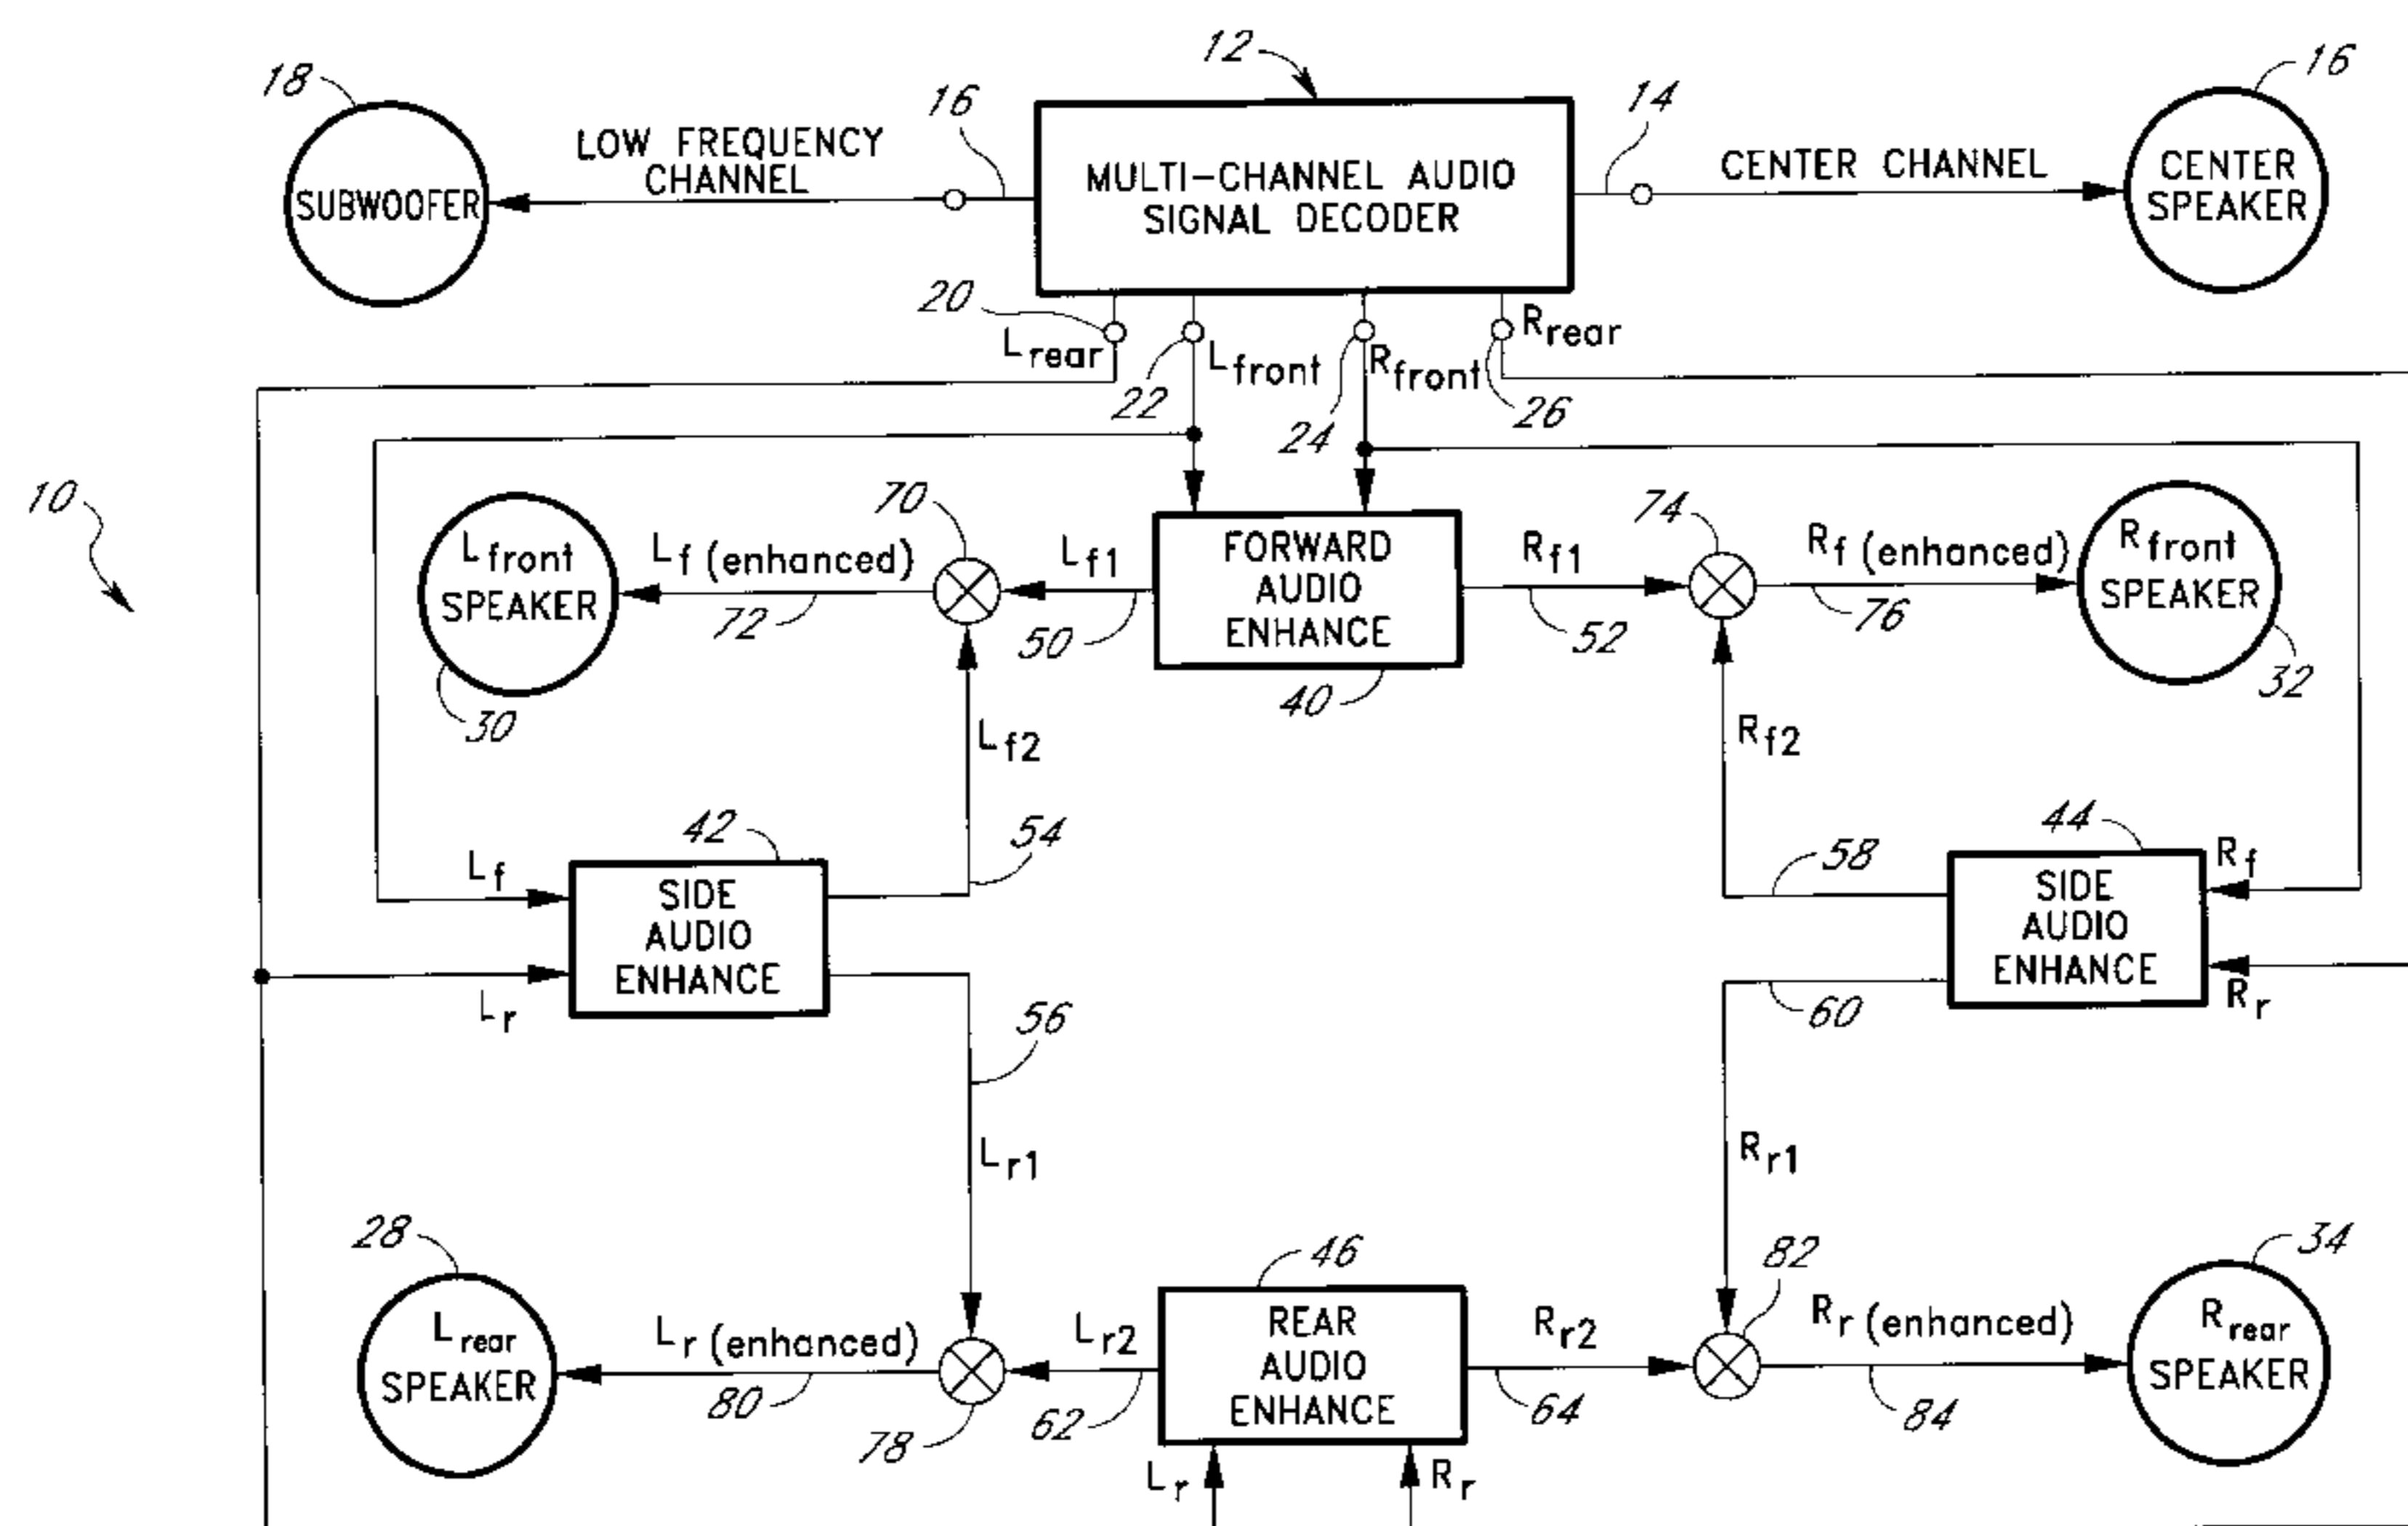 12
18
16
14
16
LOW FREQUENCY
CHANNEL
SUBWOOFER
MULTI-CHANNEL AUDIO
SIGNAL DECODER
CENTER CHANNEL
CENTER
SPEAKER
20
Lrear
Lfront
Rfront
Rrear
22
24
26
10
70
74
Lfront
SPEAKER
Lf (enhanced)
Lf1
FORWARD
AUDIO
ENHANCE
Rf1
Rf (enhanced)
Rfront
SPEAKER
72
50
52
76
30
40
32
Lf2
Rf2
42
54
58
44
Lf
SIDE
AUDIO
ENHANCE
SIDE
AUDIO
ENHANCE
Rf
Lr
56
60
Rr
Lr1
Rr1
28
46
82
34
Lrear
SPEAKER
Lr (enhanced)
Lr2
REAR
AUDIO
ENHANCE
Rr2
Rr (enhanced)
Rrear
SPEAKER
80
78
62
64
84
Lr
Rr